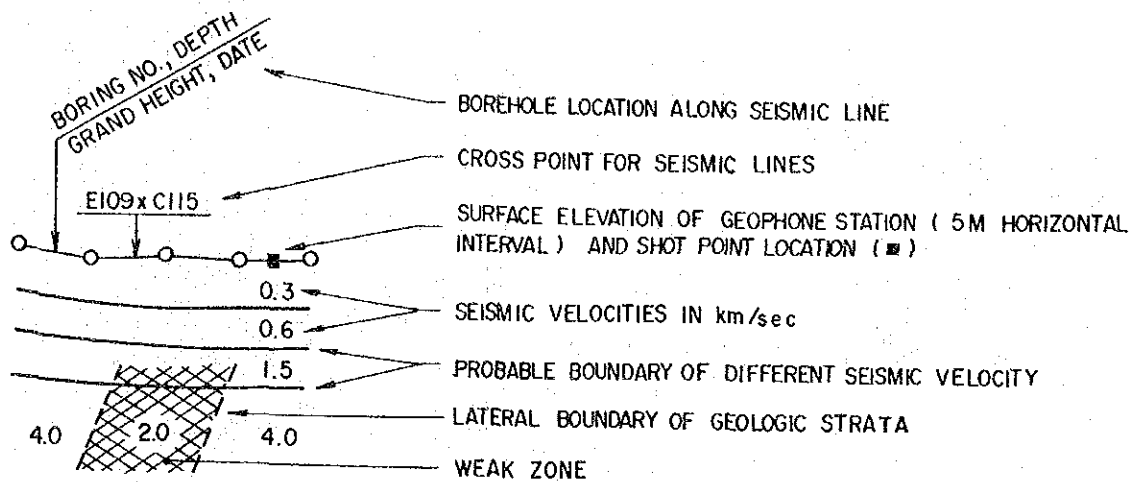 BORING NO., DEPTH
GRAND HEIGHT, DATE
BOREHOLE LOCATION ALONG SEISMIC LINE
CROSS POINT FOR SEISMIC LINES
E109 x C115
SURFACE ELEVATION OF GEOPHONE STATION ( 5M HORIZONTAL
INTERVAL ) AND SHOT POINT LOCATION ( ■ )
0.3
SEISMIC VELOCITIES IN km/sec
0.6
1.5
PROBABLE BOUNDARY OF DIFFERENT SEISMIC VELOCITY
LATERAL BOUNDARY OF GEOLOGIC STRATA
4.0 2.0 4.0
WEAK ZONE